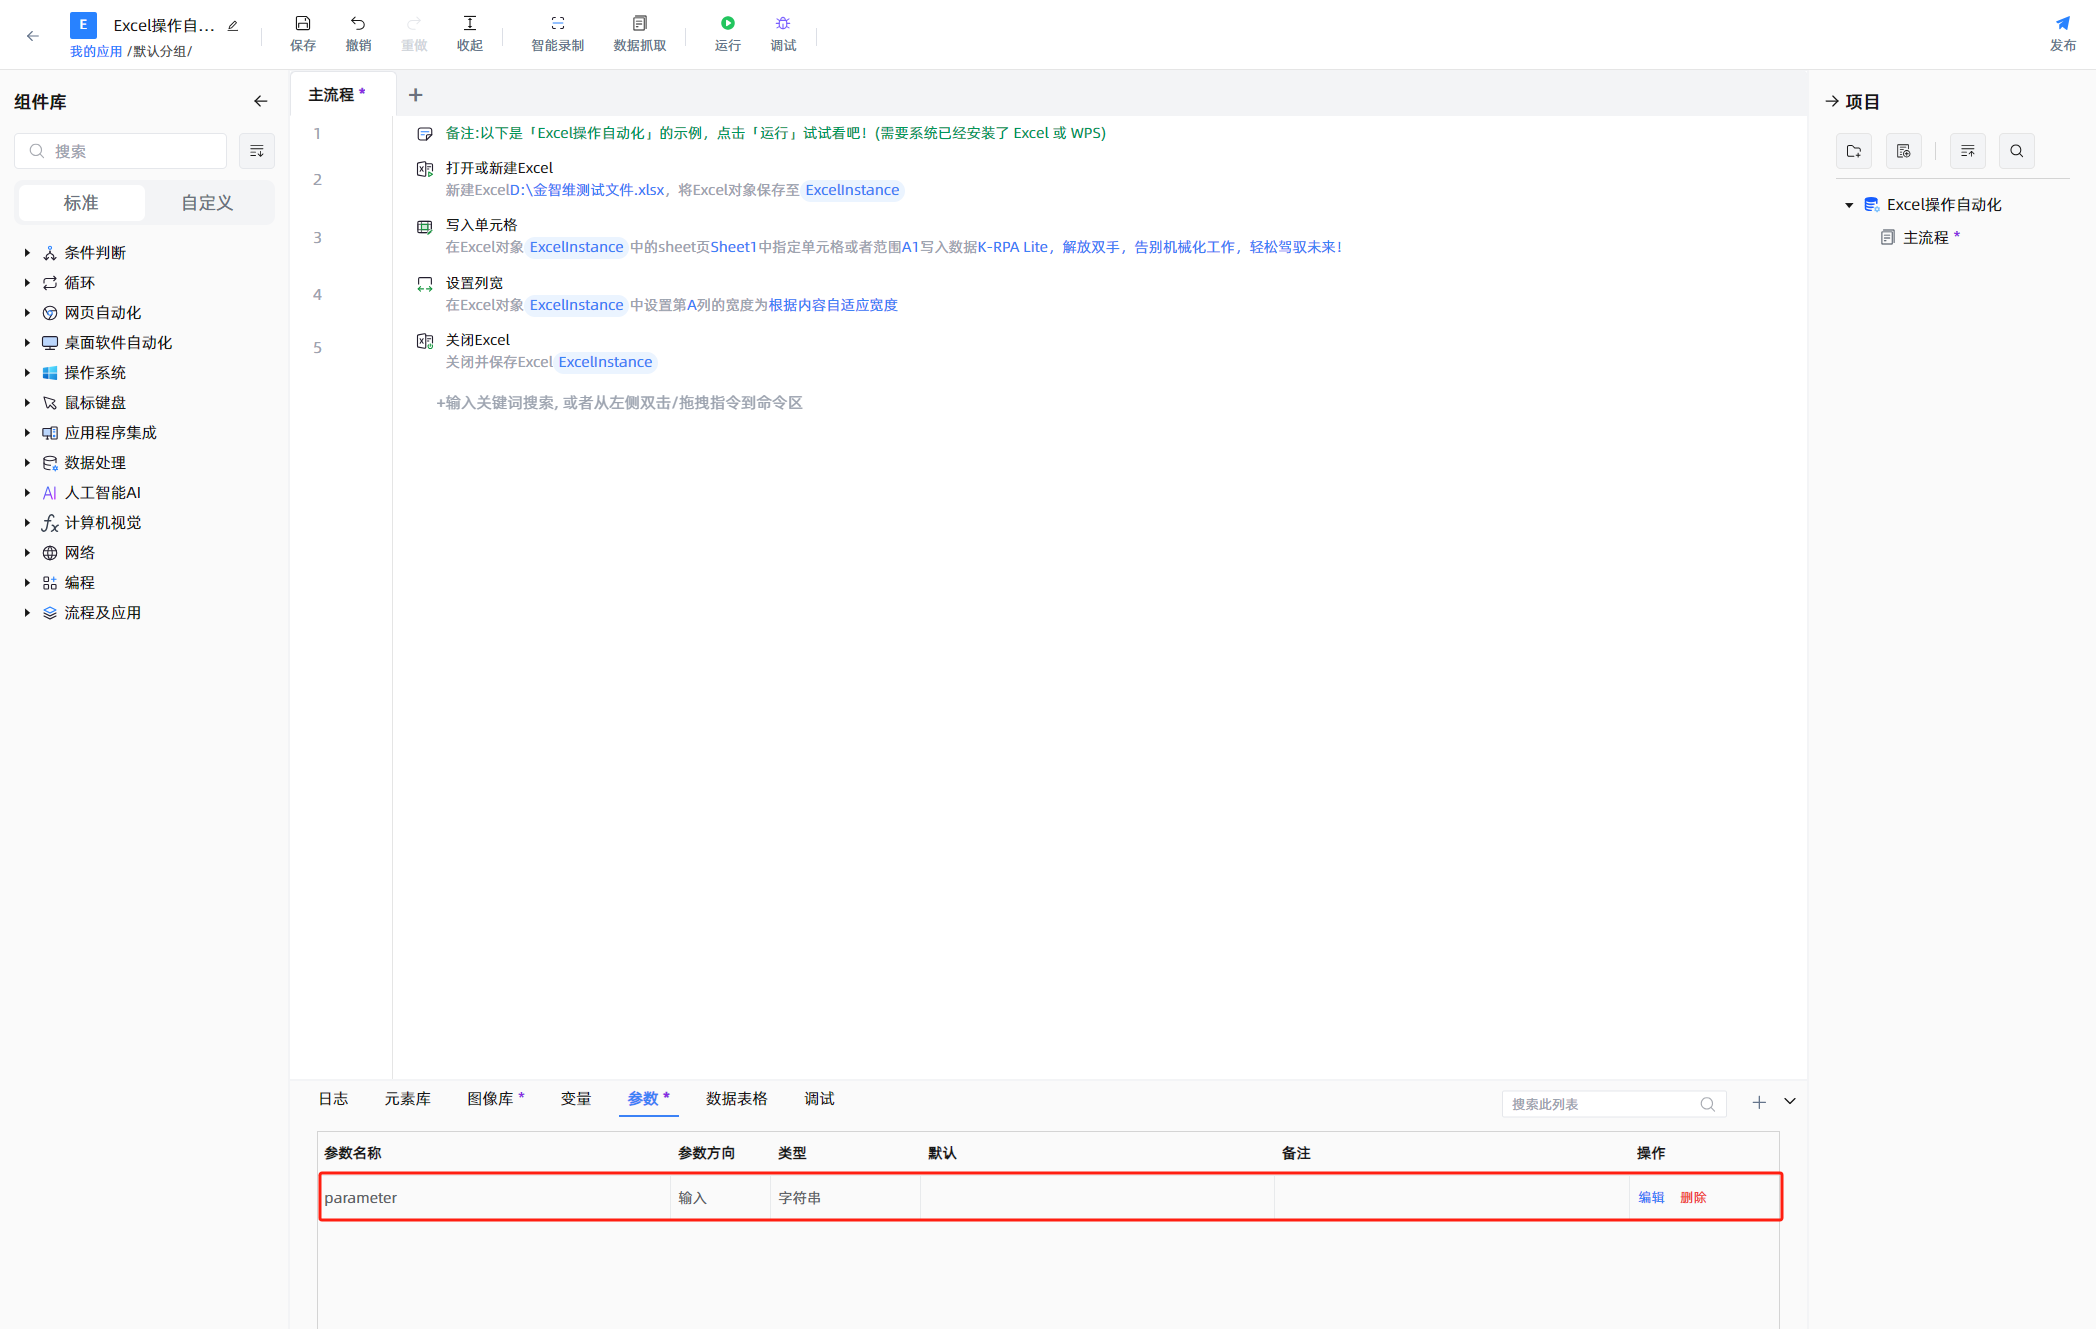 E Excel操作自...
我的应用 /默认分组/
保存 撤销 重做 收起 智能录制 数据抓取 运行 调试 发布
组件库
搜索
标准 自定义
条件判断
循环
网页自动化
桌面软件自动化
操作系统
鼠标键盘
应用程序集成
数据处理
AI 人工智能AI
fx 计算机视觉
网络
编程
流程及应用
主流程 * +
1 备注:以下是「Excel操作自动化」的示例，点击「运行」试试看吧！(需要系统已经安装了 Excel 或 WPS)
2 打开或新建Excel
新建ExcelD:\金智维测试文件.xlsx，将Excel对象保存至 ExcelInstance
3 写入单元格
在Excel对象 ExcelInstance 中的sheet页Sheet1中指定单元格或者范围A1写入数据K-RPA Lite，解放双手，告别机械化工作，轻松驾驭未来！
4 设置列宽
在Excel对象 ExcelInstance 中设置第A列的宽度为根据内容自适应宽度
5 关闭Excel
关闭并保存Excel ExcelInstance
+输入关键词搜索, 或者从左侧双击/拖拽指令到命令区
项目
Excel操作自动化
主流程 *
日志 元素库 图像库 * 变量 参数 * 数据表格 调试 搜索此列表
参数名称 参数方向 类型 默认 备注 操作
parameter 输入 字符串 编辑 删除